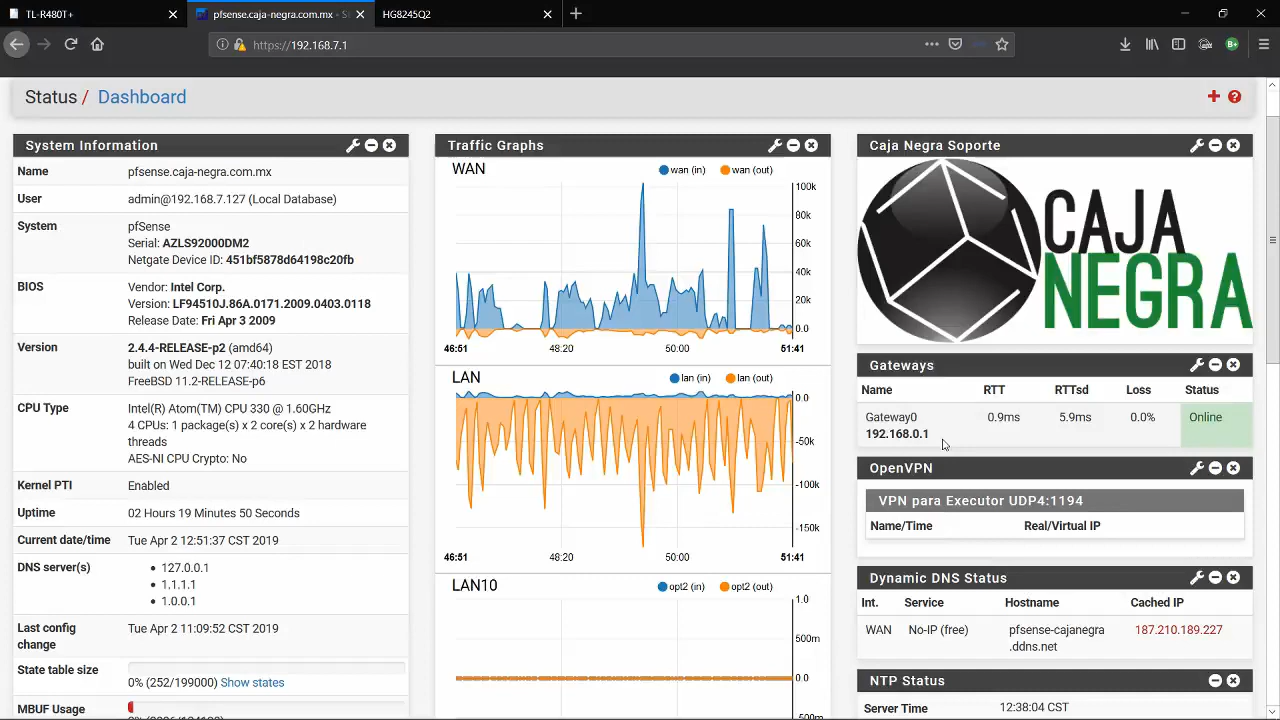 TL-R480T+
pfsense.caja-negra.com.mx - S
HG8245Q2
https://192.168.7.1
B+
Status / Dashboard
System Information
Name pfsense.caja-negra.com.mx
User admin@192.168.7.127 (Local Database)
System pfSense
Serial: AZLS92000DM2
Netgate Device ID: 451bf5878d64198c20fb
BIOS Vendor: Intel Corp.
Version: LF94510J.86A.0171.2009.0403.0118
Release Date: Fri Apr 3 2009
Version 2.4.4-RELEASE-p2 (amd64)
built on Wed Dec 12 07:40:18 EST 2018
FreeBSD 11.2-RELEASE-p6
CPU Type Intel(R) Atom(TM) CPU 330 @ 1.60GHz
4 CPUs: 1 package(s) x 2 core(s) x 2 hardware
threads
AES-NI CPU Crypto: No
Kernel PTI Enabled
Uptime 02 Hours 19 Minutes 50 Seconds
Current date/time Tue Apr 2 12:51:37 CST 2019
DNS server(s) • 127.0.0.1
• 1.1.1.1
• 1.0.0.1
Last config
change
Tue Apr 2 11:09:52 CST 2019
State table size
0% (252/199000) Show states
MBUF Usage
Traffic Graphs
WAN wan (in) wan (out)
100k
80k
60k
40k
20k
0.0
46:51 48:20 50:00 51:41
LAN lan (in) lan (out)
0.0
-50k
-100k
-150k
46:51 48:20 50:00 51:41
LAN10 opt2 (in) opt2 (out)
1.0
500m
0.0
-500m
Caja Negra Soporte
CAJA
NEGRA
Gateways
Name RTT RTTsd Loss Status
Gateway0 0.9ms 5.9ms 0.0% Online
192.168.0.1
OpenVPN
VPN para Executor UDP4:1194
Name/Time Real/Virtual IP
Dynamic DNS Status
Int. Service Hostname Cached IP
WAN No-IP (free) pfsense-cajanegra 187.210.189.227
.ddns.net
NTP Status
Server Time 12:38:04 CST